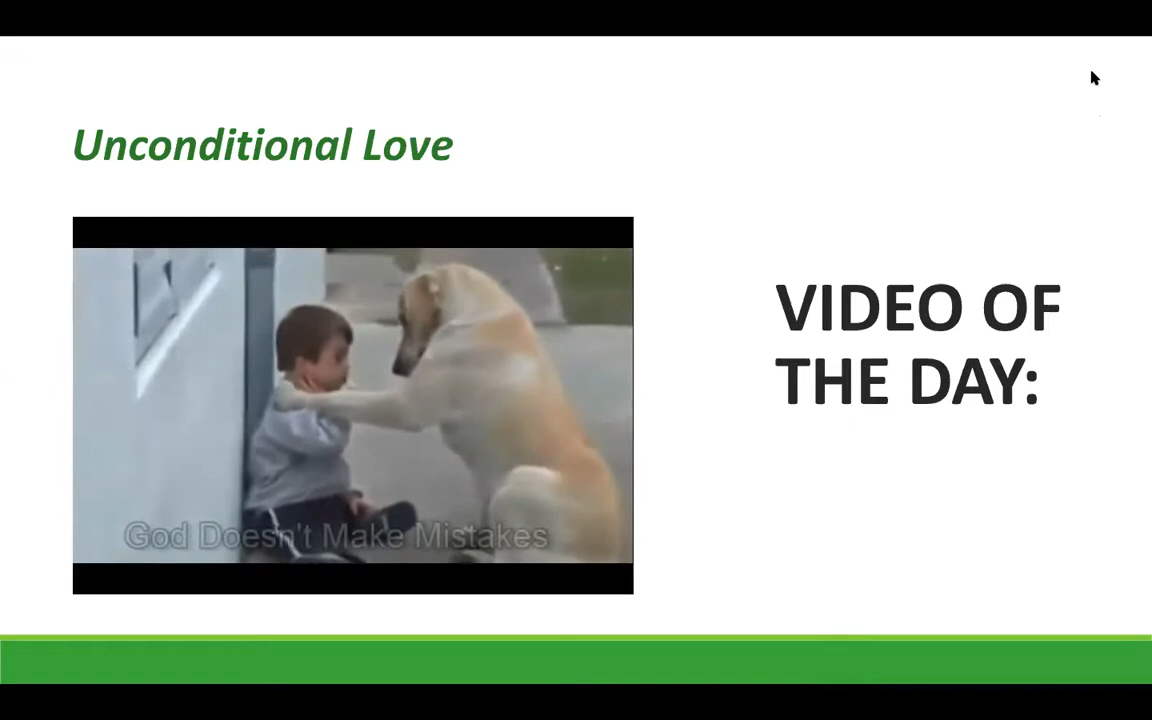 Unconditional Love
God Doesn't Make Mistakes
VIDEO OF
THE DAY: